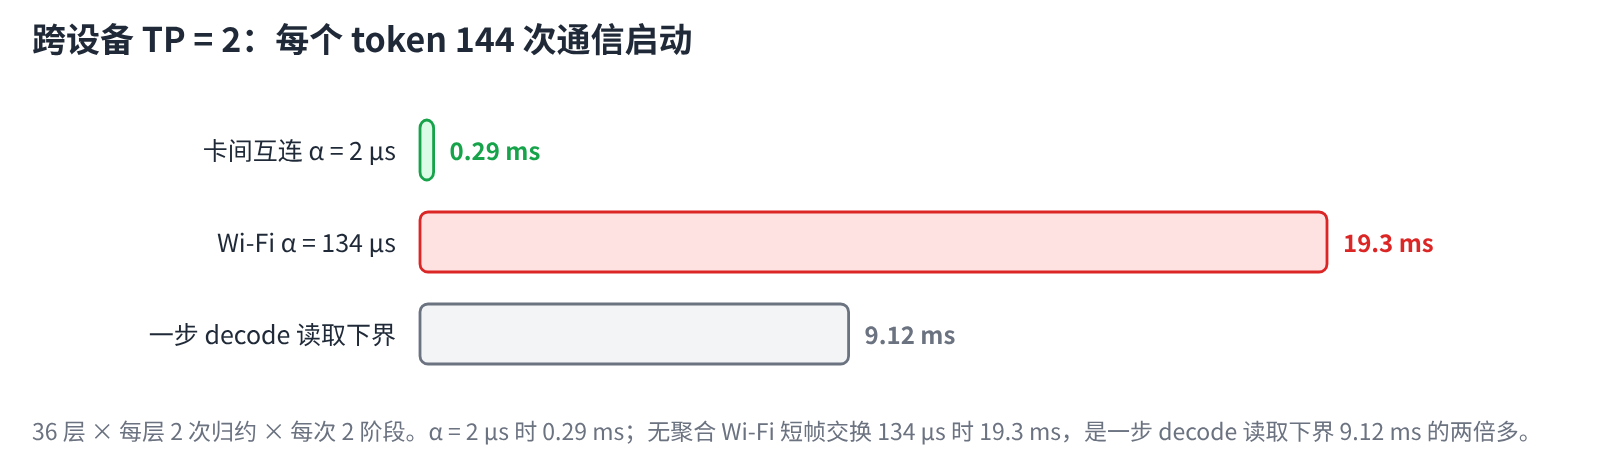 跨设备 TP = 2：每个 token 144 次通信启动
卡间互连 α = 2 μs
0.29 ms
Wi-Fi α = 134 μs
19.3 ms
一步 decode 读取下界
9.12 ms
36 层 × 每层 2 次归约 × 每次 2 阶段。α = 2 μs 时 0.29 ms；无聚合 Wi-Fi 短帧交换 134 μs 时 19.3 ms，是一步 decode 读取下界 9.12 ms 的两倍多。